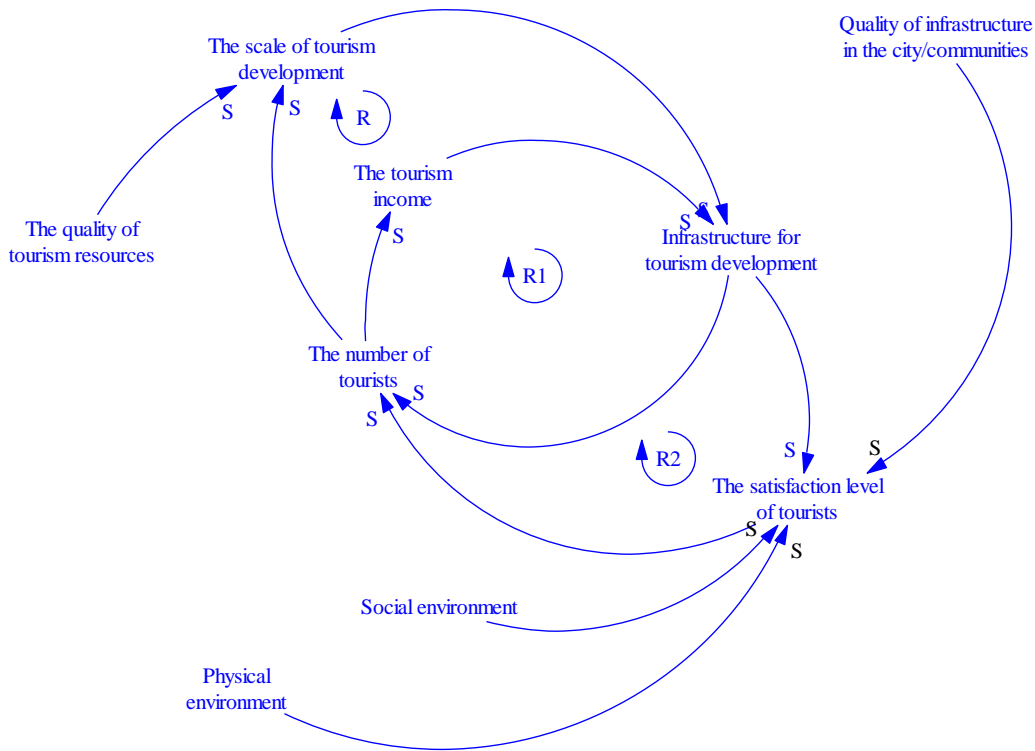 The scale of tourism
development
Quality of infrastructure
in the city/communities
S
S
R
The tourism
income
S
S
S
The quality of
tourism resources
Infrastructure for
tourism development
R1
The number of
tourists
S
S
S
R2
S
The satisfaction level
of tourists
S
S
Social environment
Physical
environment